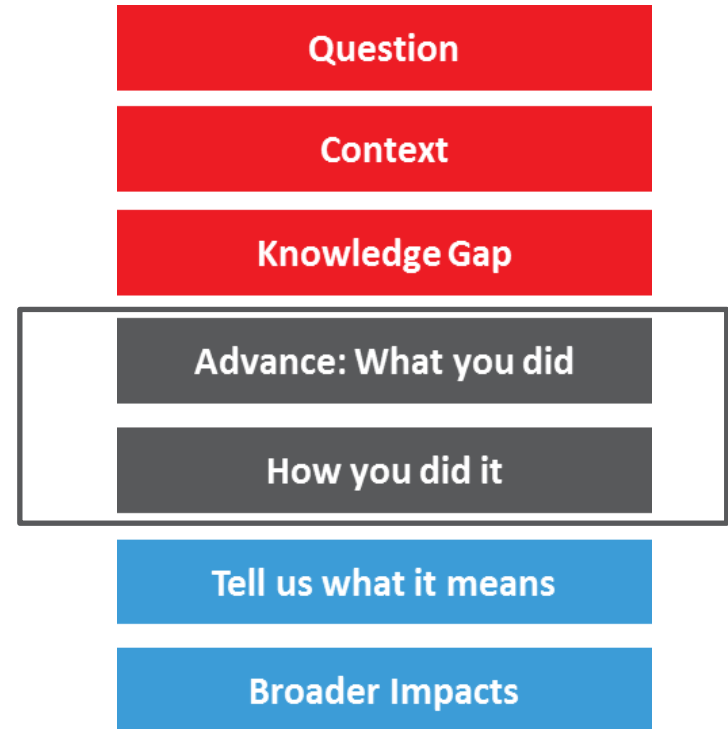 Question
Context
Knowledge Gap
Advance: What you did
How you did it
Tell us what it means
Broader Impacts